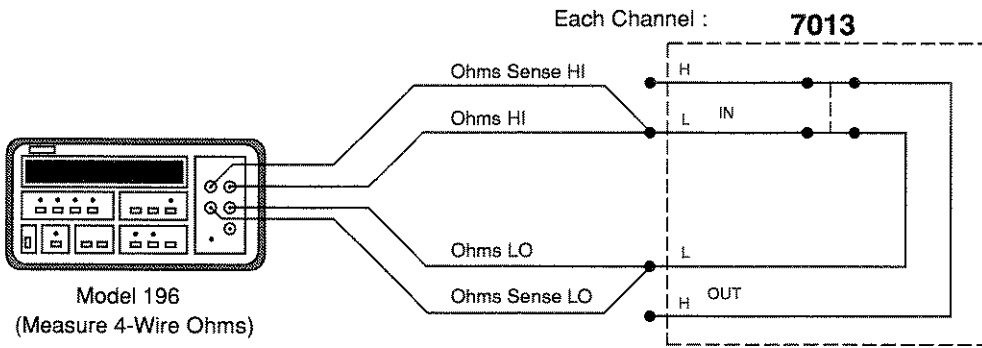 Each Channel :
7013
Ohms Sense HI
H
Ohms HI
L
IN
Ohms LO
L
Ohms Sense LO
H
OUT
Model 196
(Measure 4-Wire Ohms)